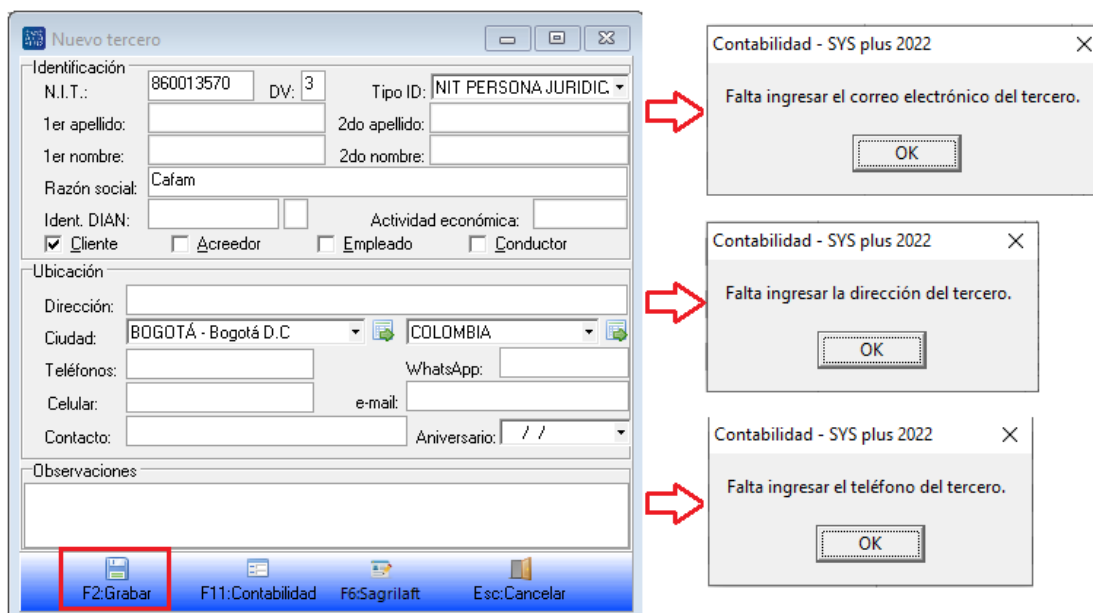 Nuevo tercero
Identificación
N.I.T.: 860013570 DV: 3 Tipo ID: NIT PERSONA JURIDIC.
1er apellido: 2do apellido:
1er nombre: 2do nombre:
Razón social: Cafam
Ident. DIAN: Actividad económica:
Cliente Acreedor Empleado Conductor
Ubicación
Dirección:
Ciudad: BOGOTÁ - Bogotá D.C COLOMBIA
Teléfonos: WhatsApp:
Celular: e-mail:
Contacto: Aniversario: / /
Observaciones
F2:Grabar F11:Contabilidad F6:Sagrilaft Esc:Cancelar
Contabilidad - SYS plus 2022
Falta ingresar el correo electrónico del tercero.
OK
Contabilidad - SYS plus 2022
Falta ingresar la dirección del tercero.
OK
Contabilidad - SYS plus 2022
Falta ingresar el teléfono del tercero.
OK